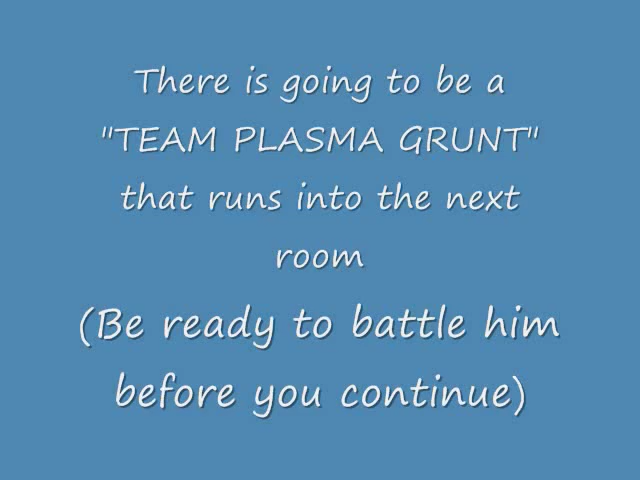 There is going to be a
"TEAM PLASMA GRUNT"
that runs into the next
room
(Be ready to battle him
before you continue)